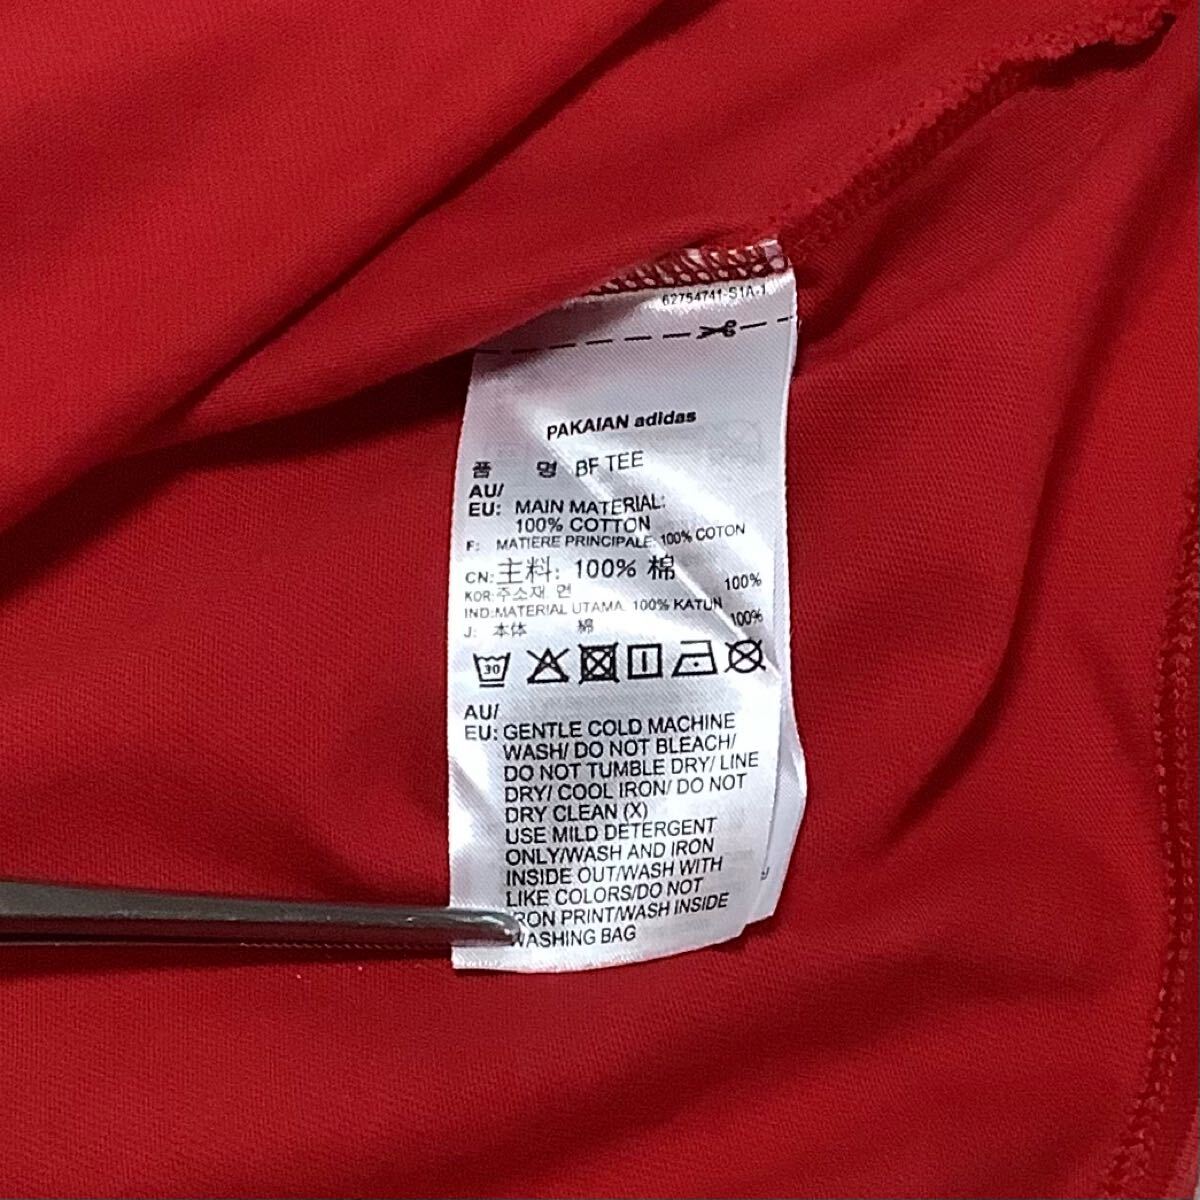 62754741-S1A-1
PAKAIAN adidas
품 명 BF TEE
AU/
EU: MAIN MATERIAL:
100% COTTON
F: MATIERE PRINCIPALE: 100% COTON
CN: 主料: 100% 棉
KOR:주소재: 면 100%
IND:MATERIAL UTAMA: 100% KATUN
J: 本体 綿 100%
30
AU/
EU: GENTLE COLD MACHINE
WASH/ DO NOT BLEACH/
DO NOT TUMBLE DRY/ LINE
DRY/ COOL IRON/ DO NOT
DRY CLEAN (X)
USE MILD DETERGENT
ONLY/WASH AND IRON
INSIDE OUT/WASH WITH
LIKE COLORS/DO NOT
IRON PRINT/WASH INSIDE
WASHING BAG